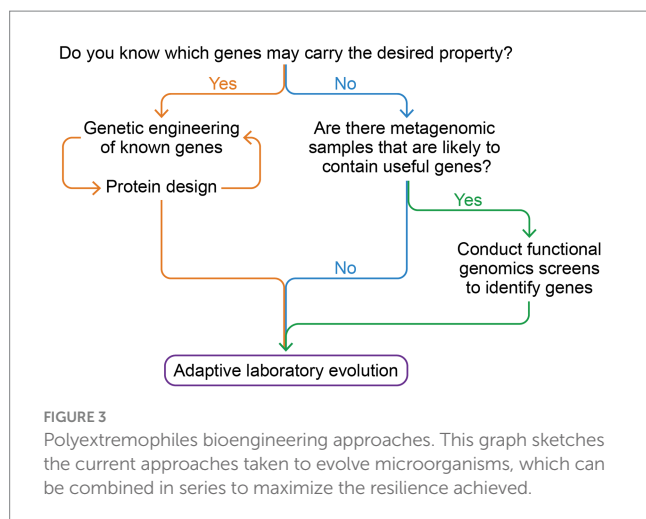 Do you know which genes may carry the desired property?
Yes
No
Genetic engineering
of known genes
Protein design
Are there metagenomic
samples that are likely to
contain useful genes?
Yes
Conduct functional
genomics screens
to identify genes
No
Adaptive laboratory evolution
FIGURE 3
Polyextremophiles bioengineering approaches. This graph sketches
the current approaches taken to evolve microorganisms, which can
be combined in series to maximize the resilience achieved.